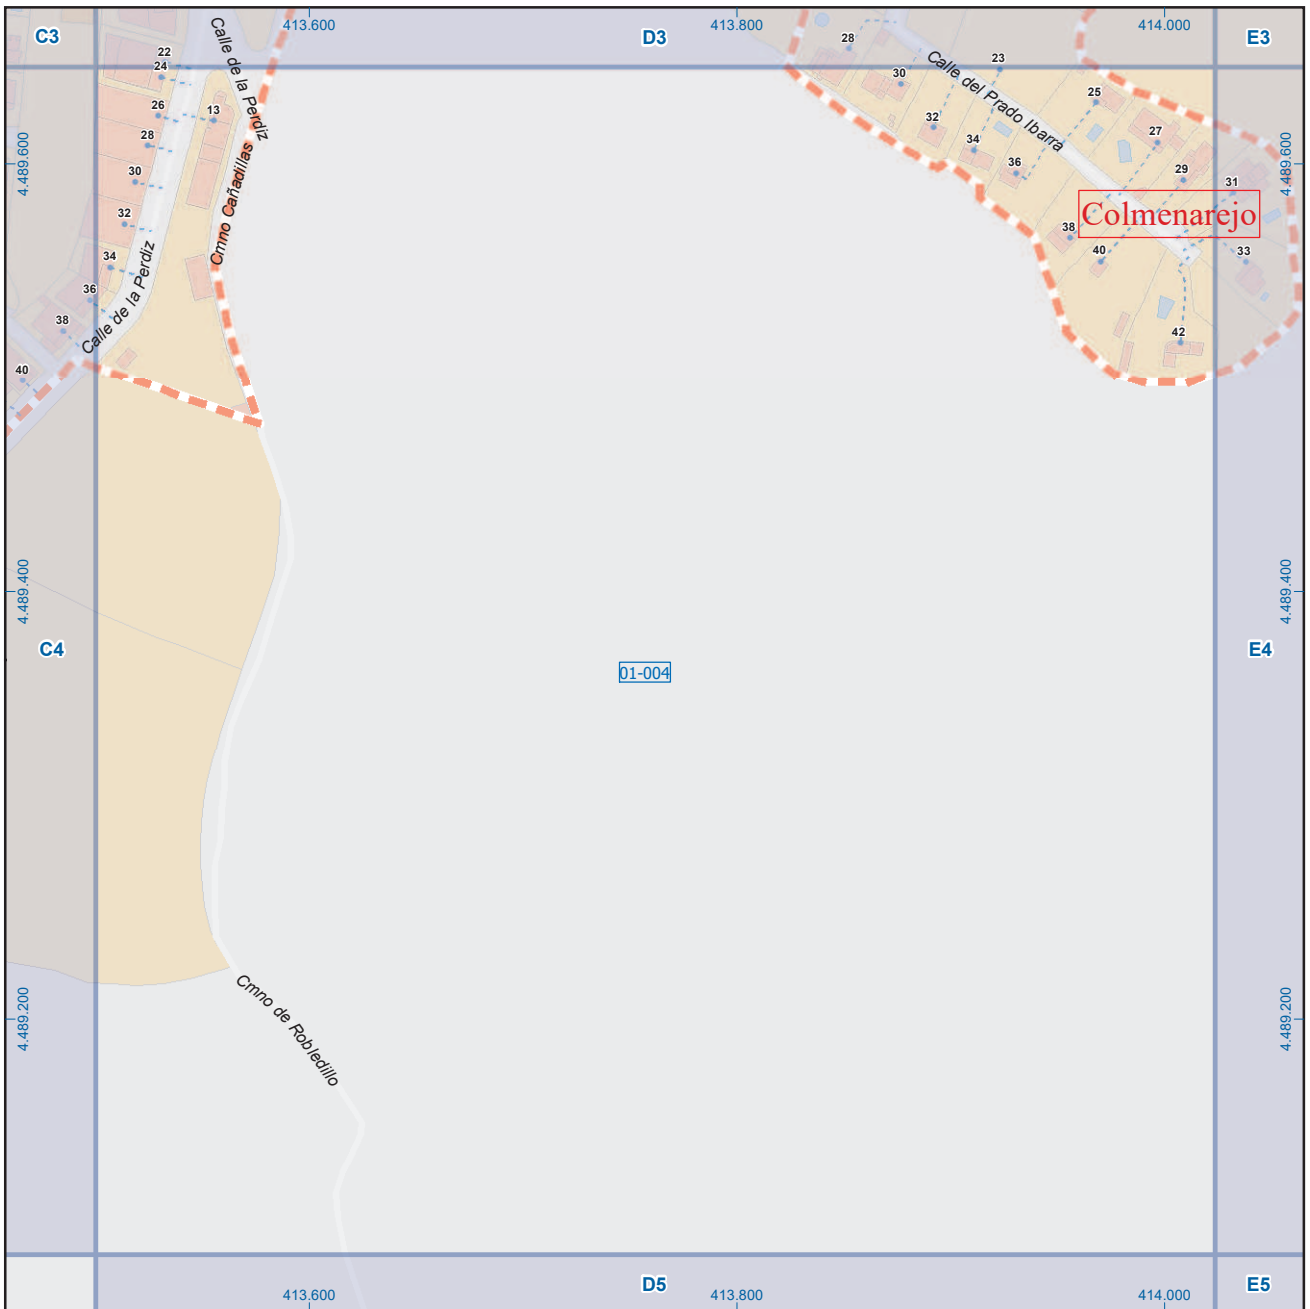 413.600
413.800
414.000
C3
D3
E3
Calle de la Perdiz
22
24
26
28
30
32
34
36
38
40
13
Cmno Cañadillas
Calle de la Perdiz
28
30
32
34
36
38
40
42
23
25
27
29
31
33
Calle del Prado Ibarra
Colmenarejo
4.489.600
4.489.600
4.489.400
4.489.400
C4
01-004
E4
4.489.200
4.489.200
Cmno de Robledillo
D5
E5
413.600
413.800
414.000